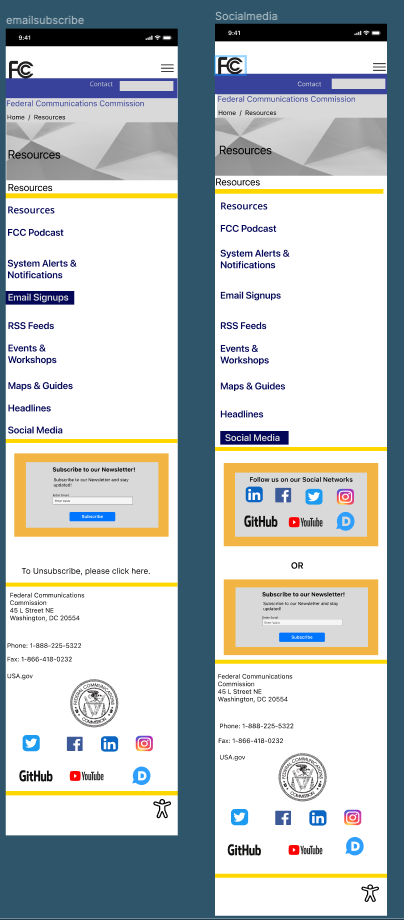 emailsubscribe
9:41
FCC
Contact
Federal Communications Commission
Home / Resources
Resources
Resources
Resources
FCC Podcast
System Alerts &
Notifications
Email Signups
RSS Feeds
Events &
Workshops
Maps & Guides
Headlines
Social Media
Subscribe to our Newsletter!
Subscribe to our Newsletter and stay
updated!
Enter Email
Enter Value
Subscribe
To Unsubscribe, please click here.
Federal Communications
Commission
45 L Street NE
Washington, DC 20554
Phone: 1-888-225-5322
Fax: 1-866-418-0232
USA.gov
FEDERAL COMMUNICATIONS COMMISSION
GitHub
YouTube
Socialmedia
9:41
FCC
Contact
Federal Communications Commission
Home / Resources
Resources
Resources
Resources
FCC Podcast
System Alerts &
Notifications
Email Signups
RSS Feeds
Events &
Workshops
Maps & Guides
Headlines
Social Media
Follow us on our Social Networks
in
GitHub
YouTube
OR
Subscribe to our Newsletter!
Subscribe to our Newsletter and stay
updated!
Enter Email
Enter Value
Subscribe
Federal Communications
Commission
45 L Street NE
Washington, DC 20554
Phone: 1-888-225-5322
Fax: 1-866-418-0232
USA.gov
FEDERAL COMMUNICATIONS COMMISSION
in
GitHub
YouTube